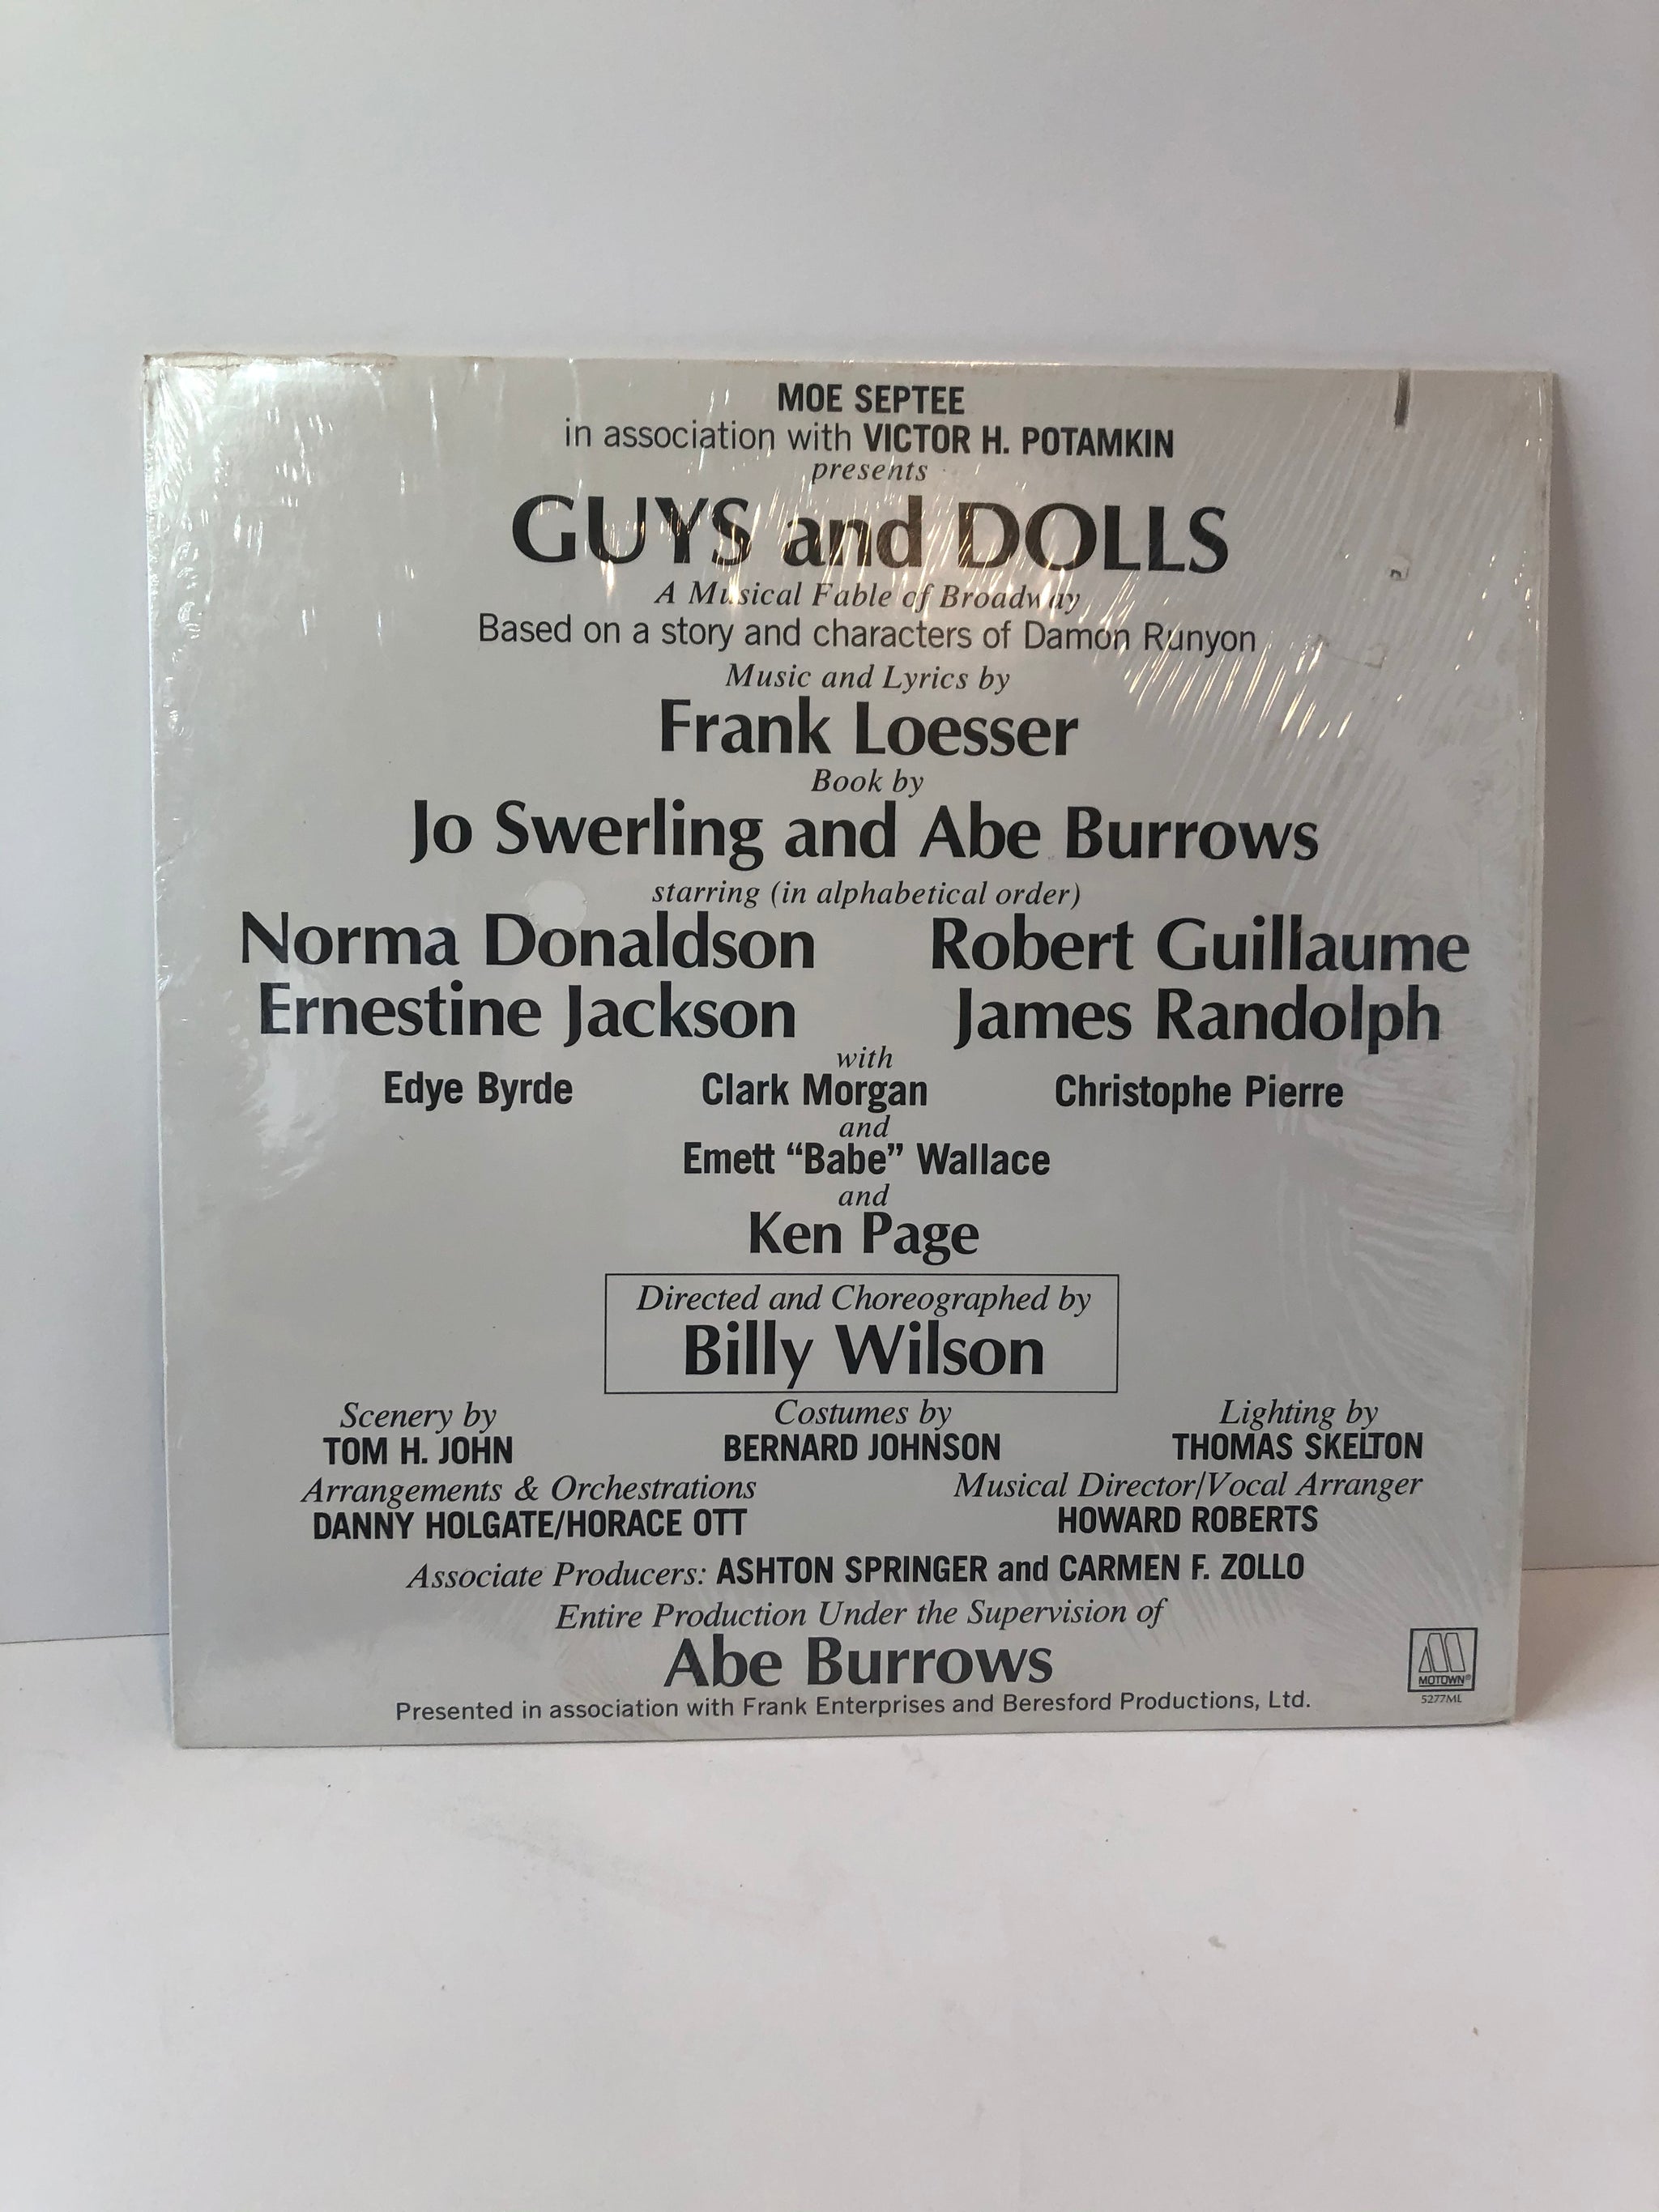 MOE SEPTEE
in association with VICTOR H. POTAMKIN
presents
GUYS and DOLLS
A Musical Fable of Broadway
Based on a story and characters of Damon Runyon
Music and Lyrics by
Frank Loesser
Book by
Jo Swerling and Abe Burrows
starring (in alphabetical order)
Norma Donaldson Robert Guillaume
Ernestine Jackson James Randolph
with
Edye Byrde Clark Morgan Christophe Pierre
and
Emett “Babe” Wallace
and
Ken Page
Directed and Choreographed by
Billy Wilson
Scenery by Costumes by Lighting by
TOM H. JOHN BERNARD JOHNSON THOMAS SKELTON
Arrangements & Orchestrations Musical Director/Vocal Arranger
DANNY HOLGATE/HORACE OTT HOWARD ROBERTS
Associate Producers: ASHTON SPRINGER and CARMEN F. ZOLLO
Entire Production Under the Supervision of
Abe Burrows
Presented in association with Frank Enterprises and Beresford Productions, Ltd.
MOTOWN®
5277ML